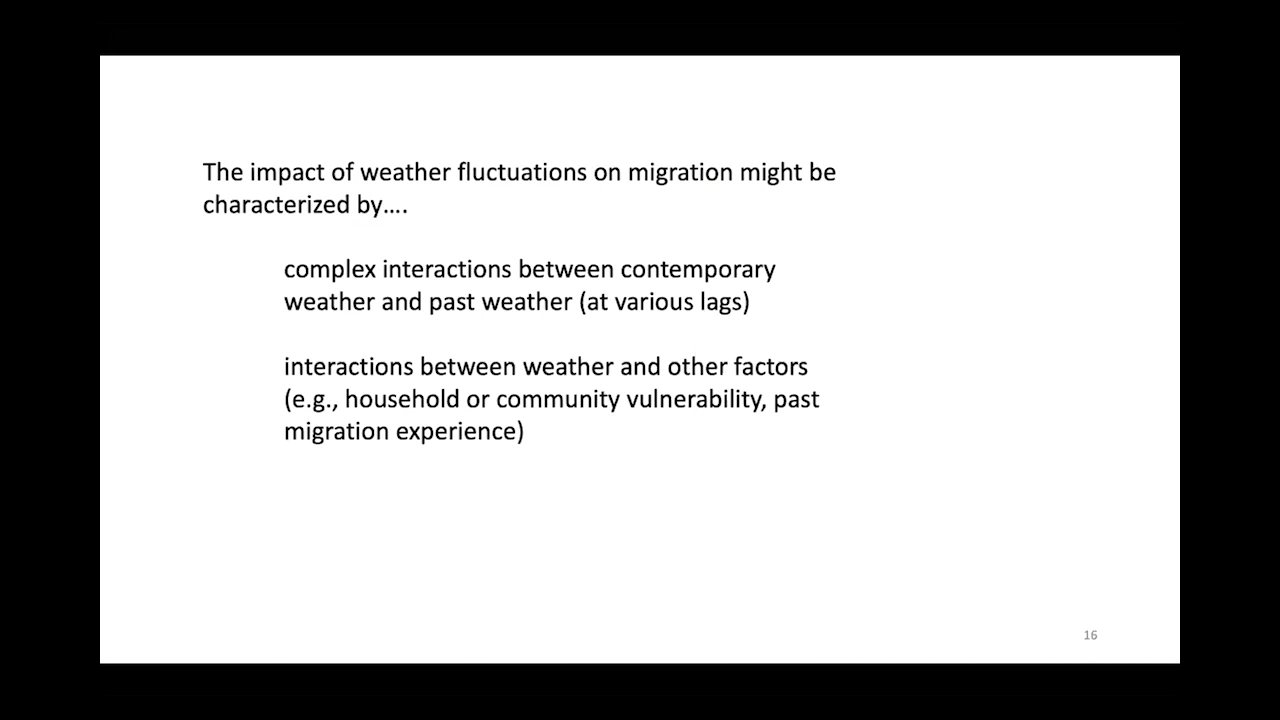 The impact of weather fluctuations on migration might be
characterized by….
complex interactions between contemporary
weather and past weather (at various lags)
interactions between weather and other factors
(e.g., household or community vulnerability, past
migration experience)
16